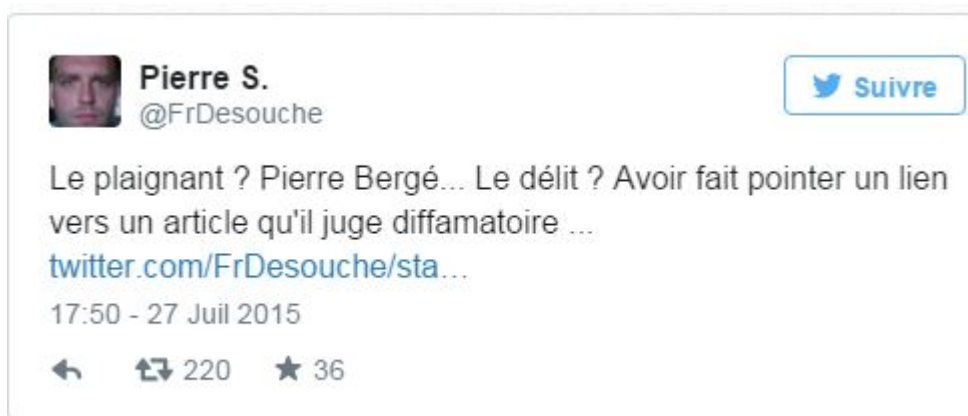 Pierre S.
@FrDesouche
Suivre
Le plaignant ? Pierre Bergé... Le délit ? Avoir fait pointer un lien
vers un article qu'il juge diffamatoire ...
twitter.com/FrDesouche/sta…
17:50 - 27 Juil 2015
220 36